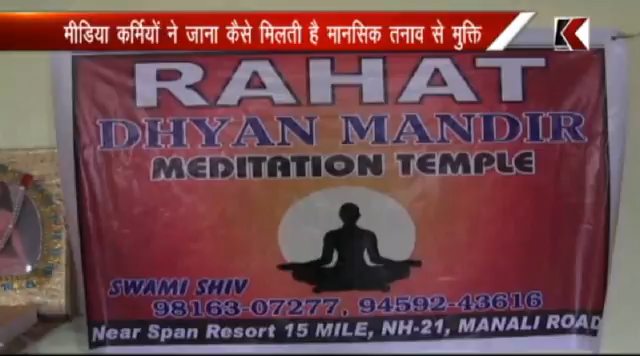 मीडिया कर्मियों ने जाना कैसे मिलती है मानसिक तनाव से मुक्ति
K
RAHAT
DHYAN MANDIR
MEDITATION TEMPLE
SWAMI SHIV
98163-07277, 94592-43616
Near Span Resort 15 MILE, NH-21, MANALI ROAD